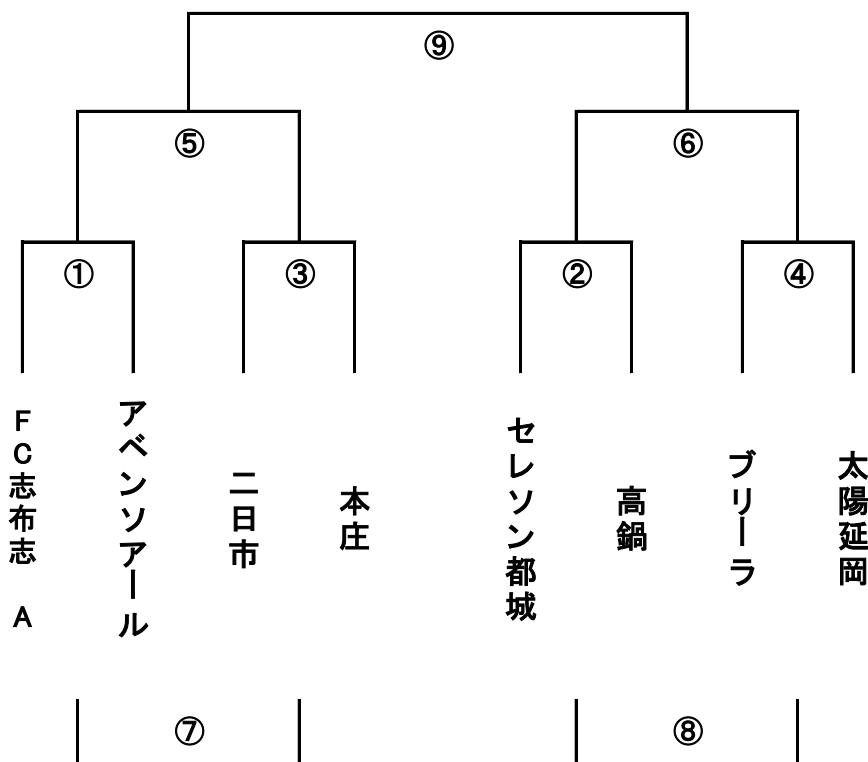 ⑨
⑤
⑥
①
③
②
④
FC志布志 A
アベンソアール
二日市
本庄
セレソン都城
高鍋
ブリーラ
太陽延岡
⑦
⑧